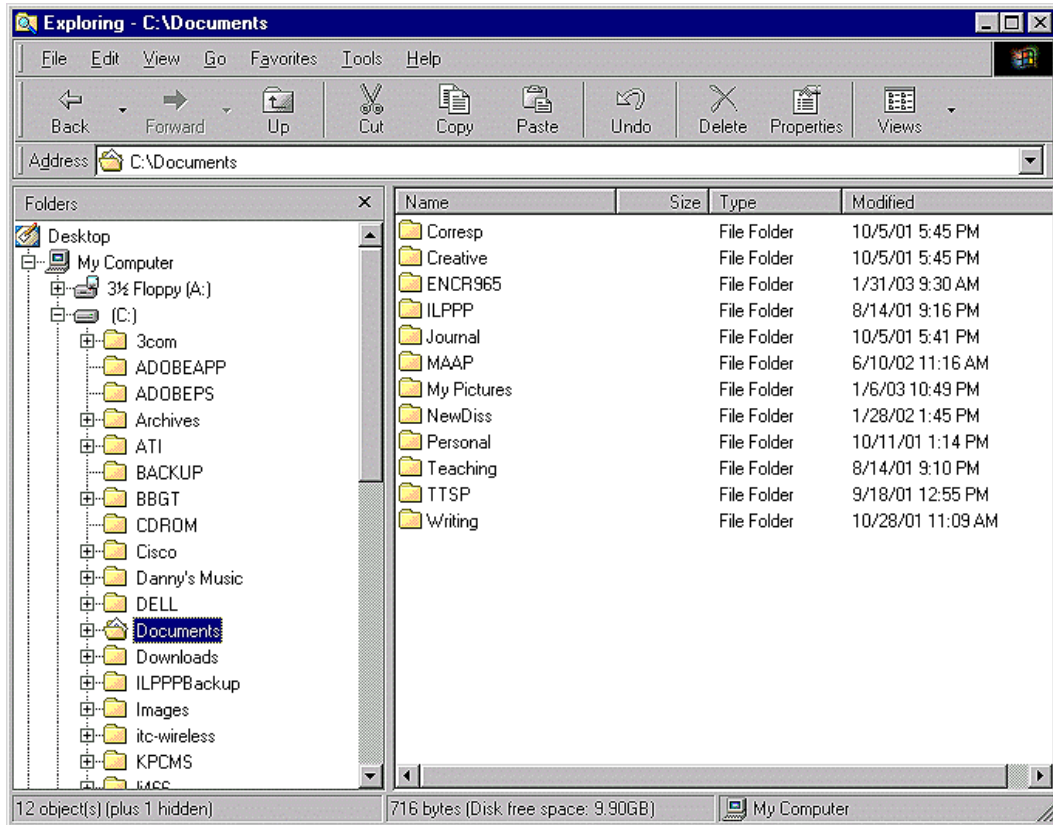 Exploring - C:\Documents
File Edit View Go Favorites Tools Help
Back Forward Up Cut Copy Paste Undo Delete Properties Views
Address C:\Documents
Folders
Desktop
My Computer
3½ Floppy (A:)
(C:)
3com
ADOBEAPP
ADOBEPS
Archives
ATI
BACKUP
BBGT
CDROM
Cisco
Danny's Music
DELL
Documents
Downloads
ILPPPBackup
Images
itc-wireless
KPCMS
Name Size Type Modified
Corresp File Folder 10/5/01 5:45 PM
Creative File Folder 10/5/01 5:45 PM
ENCR965 File Folder 1/31/03 9:30 AM
ILPPP File Folder 8/14/01 9:16 PM
Journal File Folder 10/5/01 5:41 PM
MAAP File Folder 6/10/02 11:16 AM
My Pictures File Folder 1/6/03 10:49 PM
NewDiss File Folder 1/28/02 1:45 PM
Personal File Folder 10/11/01 1:14 PM
Teaching File Folder 8/14/01 9:10 PM
TTSP File Folder 9/18/01 12:55 PM
Writing File Folder 10/28/01 11:09 AM
12 object(s) (plus 1 hidden) 716 bytes (Disk free space: 9.90GB) My Computer